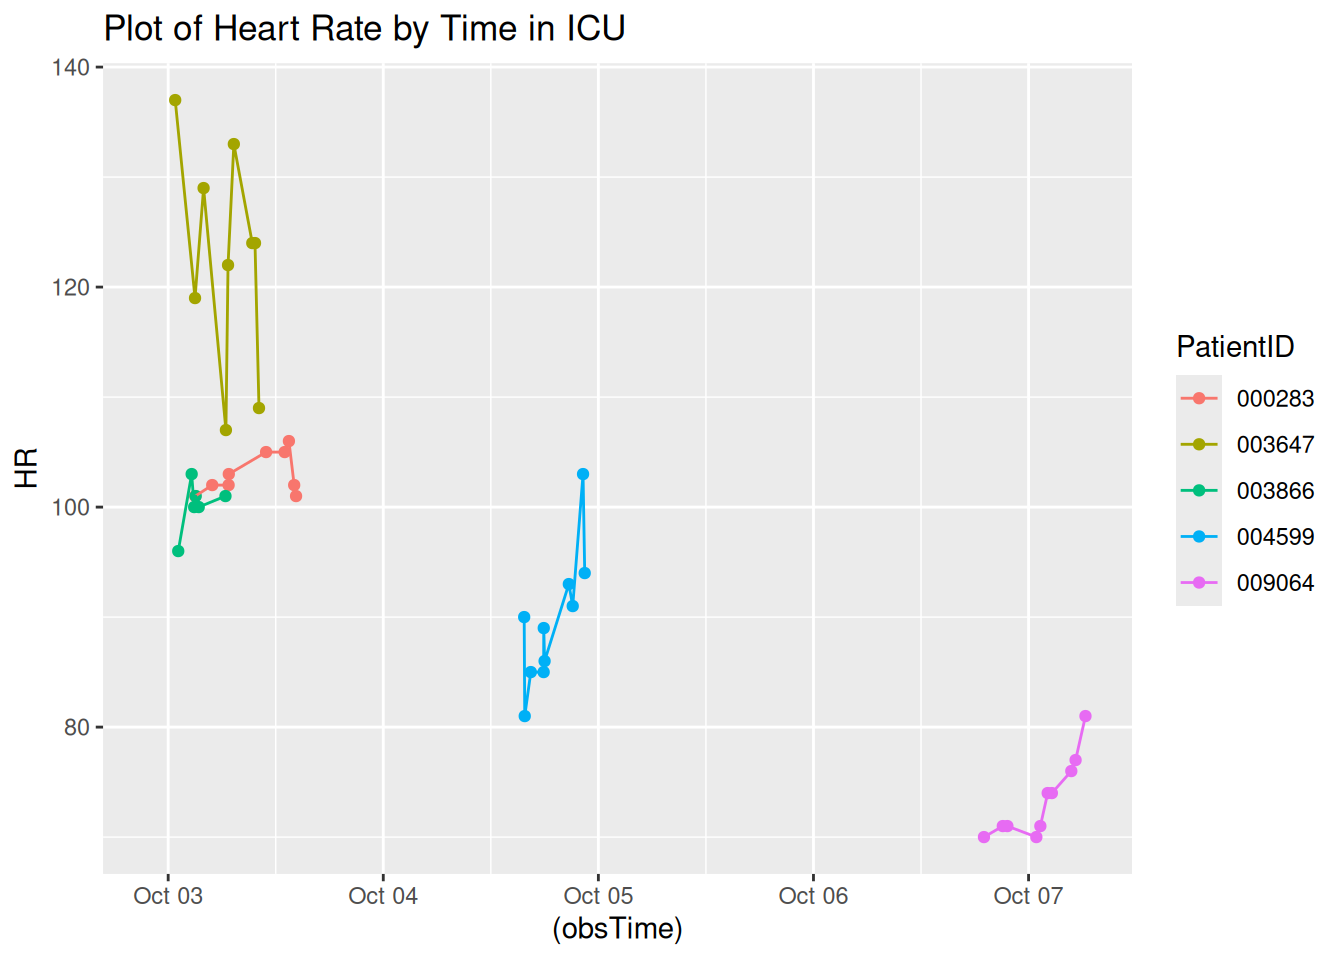 Plot of Heart Rate by Time in ICU
140
120
100
80
HR
Oct 03
Oct 04
Oct 05
Oct 06
Oct 07
(obsTime)
PatientID
000283
003647
003866
004599
009064